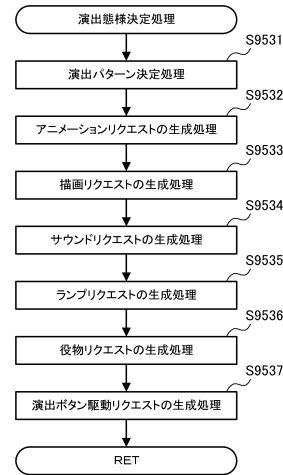 演出態様決定処理
S9531
演出パターン決定処理
S9532
アニメーションリクエストの生成処理
S9533
描画リクエストの生成処理
S9534
サウンドリクエストの生成処理
S9535
ランプリクエストの生成処理
S9536
役物リクエストの生成処理
S9537
演出ボタン駆動リクエストの生成処理
RET